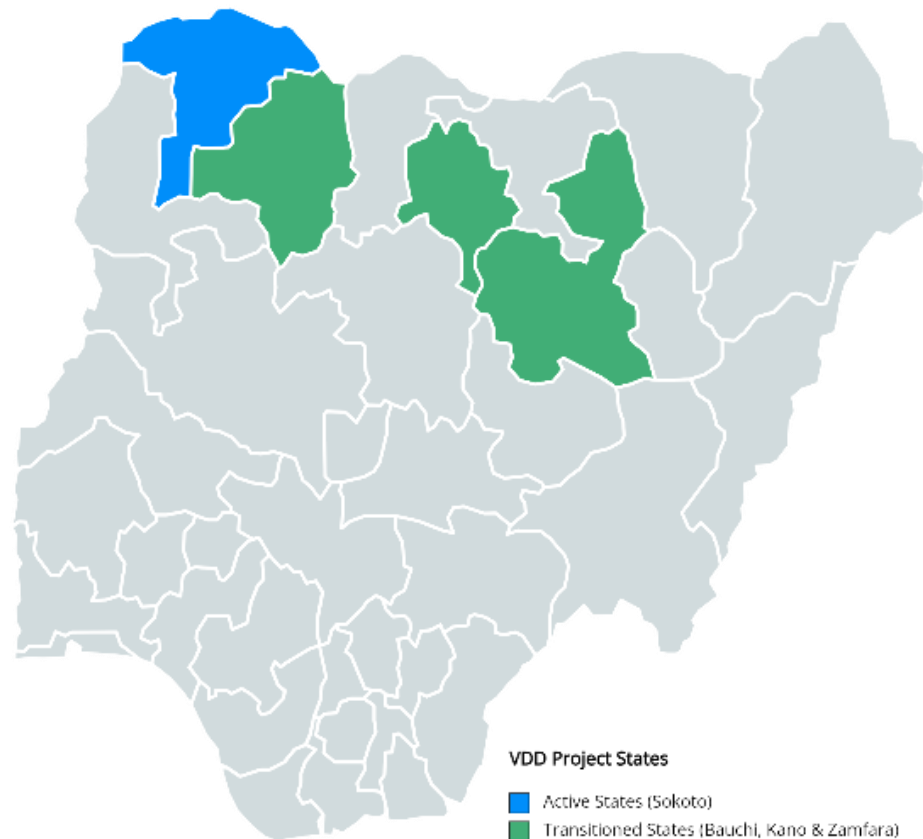 VDD Project States
Active States (Sokoto)
Transitioned States (Bauchi, Kano & Zamfara)